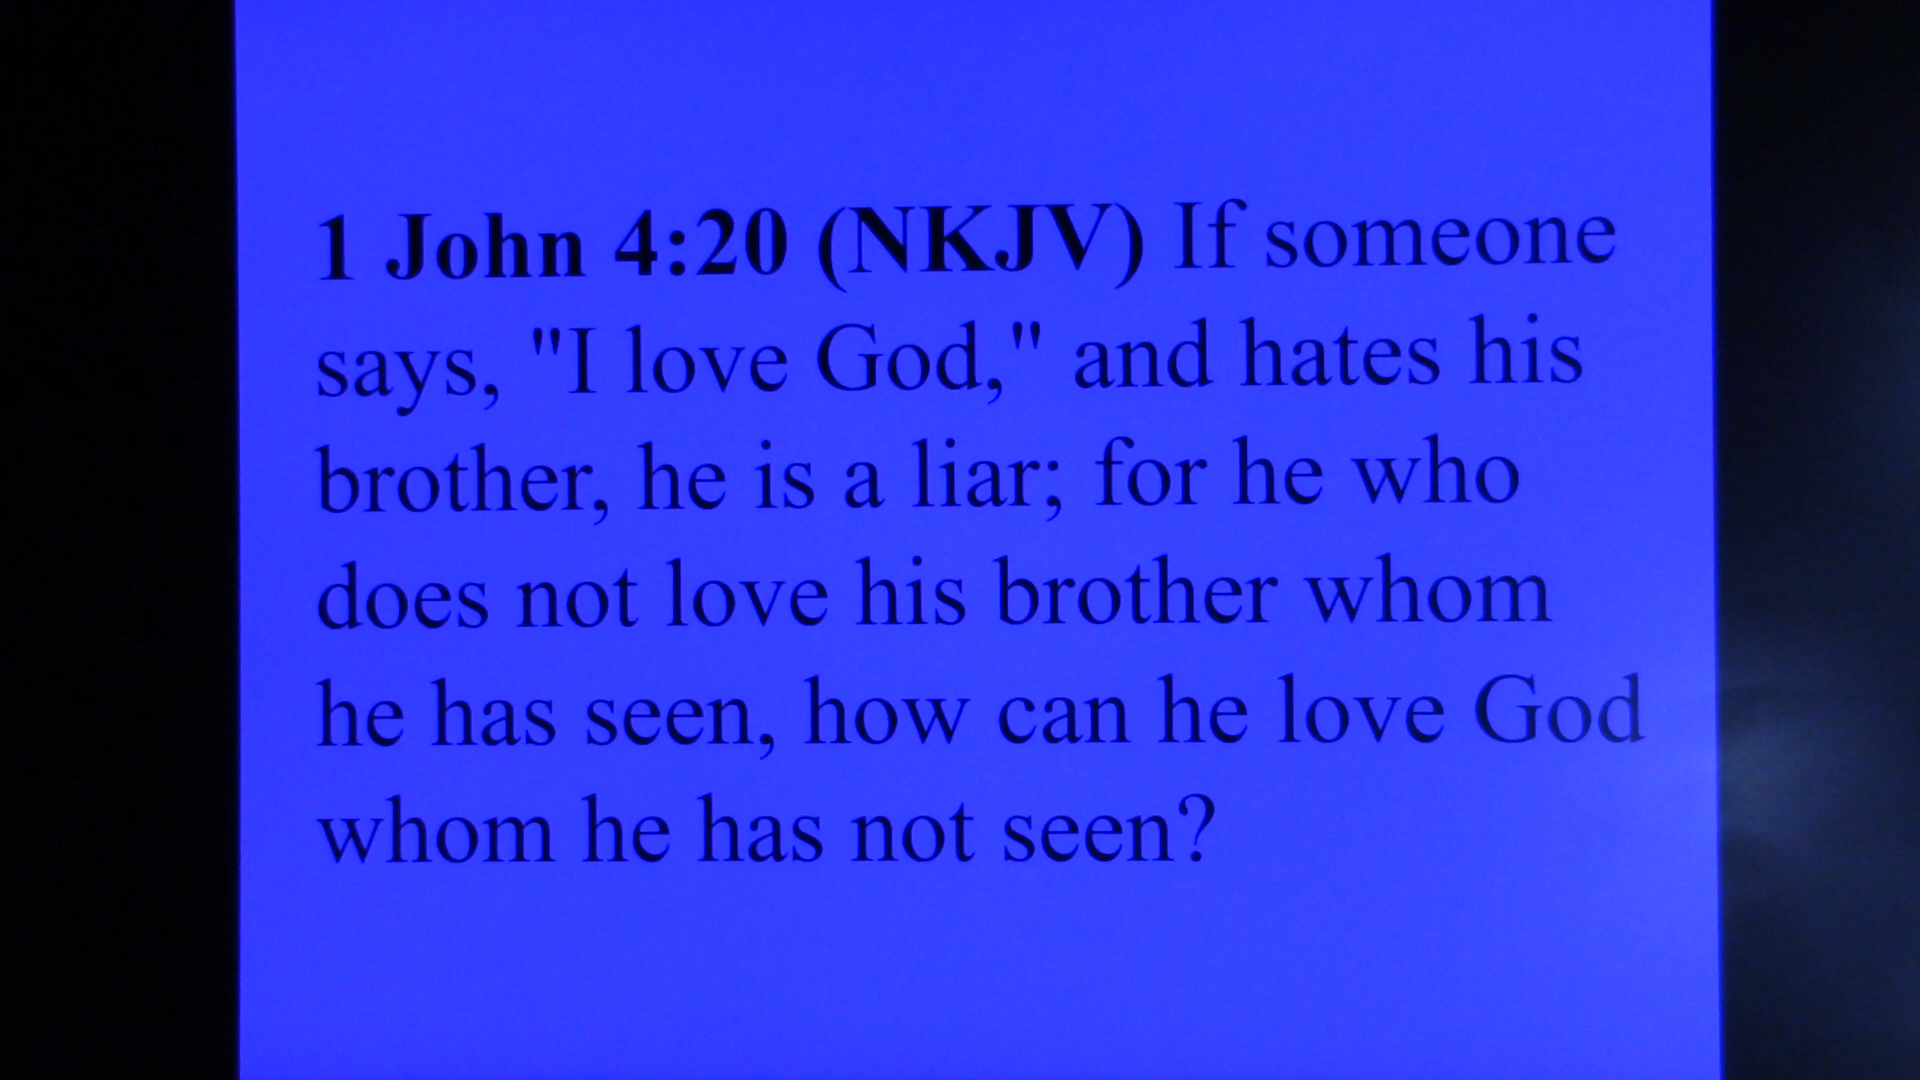 1 John 4:20 (NKJV) If someone
says, "I love God," and hates his
brother, he is a liar; for he who
does not love his brother whom
he has seen, how can he love God
whom he has not seen?